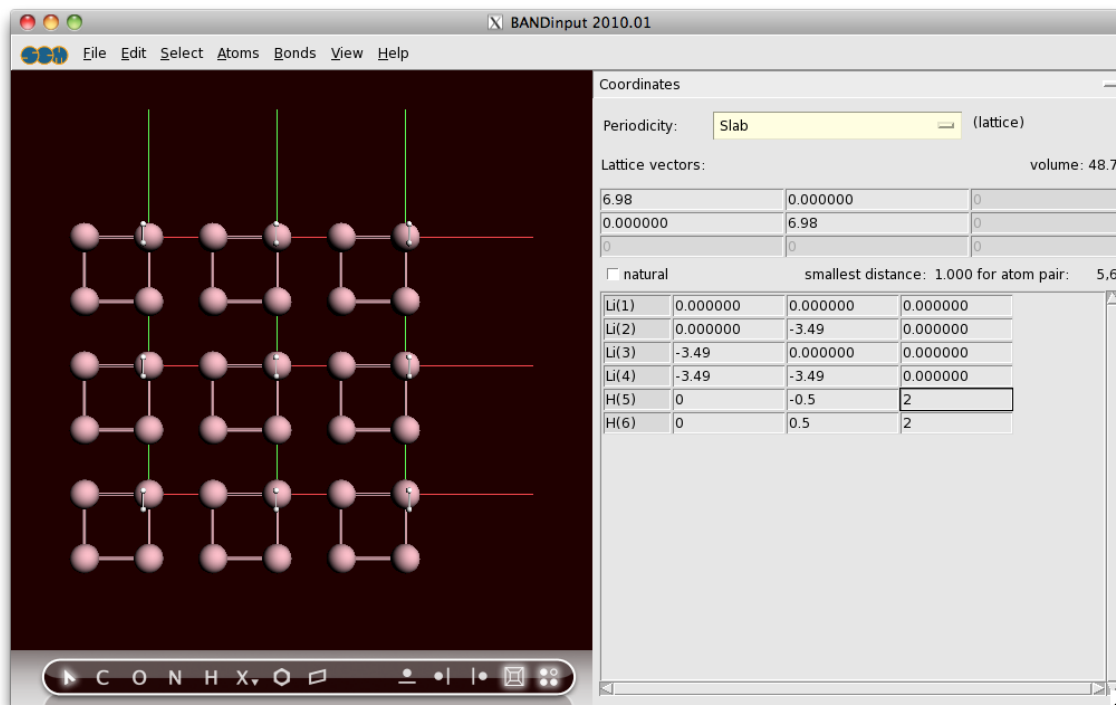 X BANDinput 2010.01
SCM File Edit Select Atoms Bonds View Help
Coordinates
Periodicity: Slab (lattice)
Lattice vectors: volume: 48.7
6.98 0.000000 0
0.000000 6.98 0
0 0 0
natural smallest distance: 1.000 for atom pair: 5,6
Li(1) 0.000000 0.000000 0.000000
Li(2) 0.000000 -3.49 0.000000
Li(3) -3.49 0.000000 0.000000
Li(4) -3.49 -3.49 0.000000
H(5) 0 -0.5 2
H(6) 0 0.5 2
C O N H X